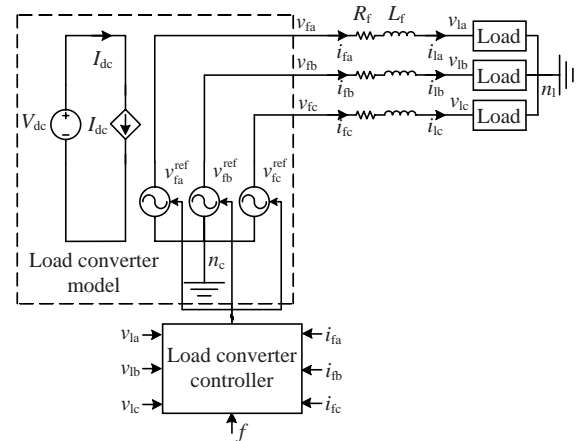 v_fa R_f L_f v_la
I_dc i_fa i_la Load
v_fb v_lb
V_dc I_dc i_fb i_lb Load n_l
v_fc v_lc
i_fc i_lc Load
v_fa^ref v_fb^ref v_fc^ref
n_c
Load converter
model
v_la i_fa
Load converter
v_lb i_fb
controller
v_lc i_fc
f